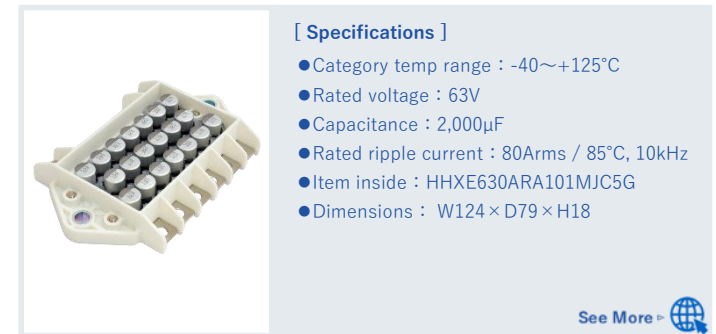 [ Specifications ]
●Category temp range：-40～+125°C
●Rated voltage：63V
●Capacitance：2,000μF
●Rated ripple current：80Arms / 85°C, 10kHz
●Item inside：HHXE630ARA101MJC5G
●Dimensions： W124×D79×H18
See More ▷